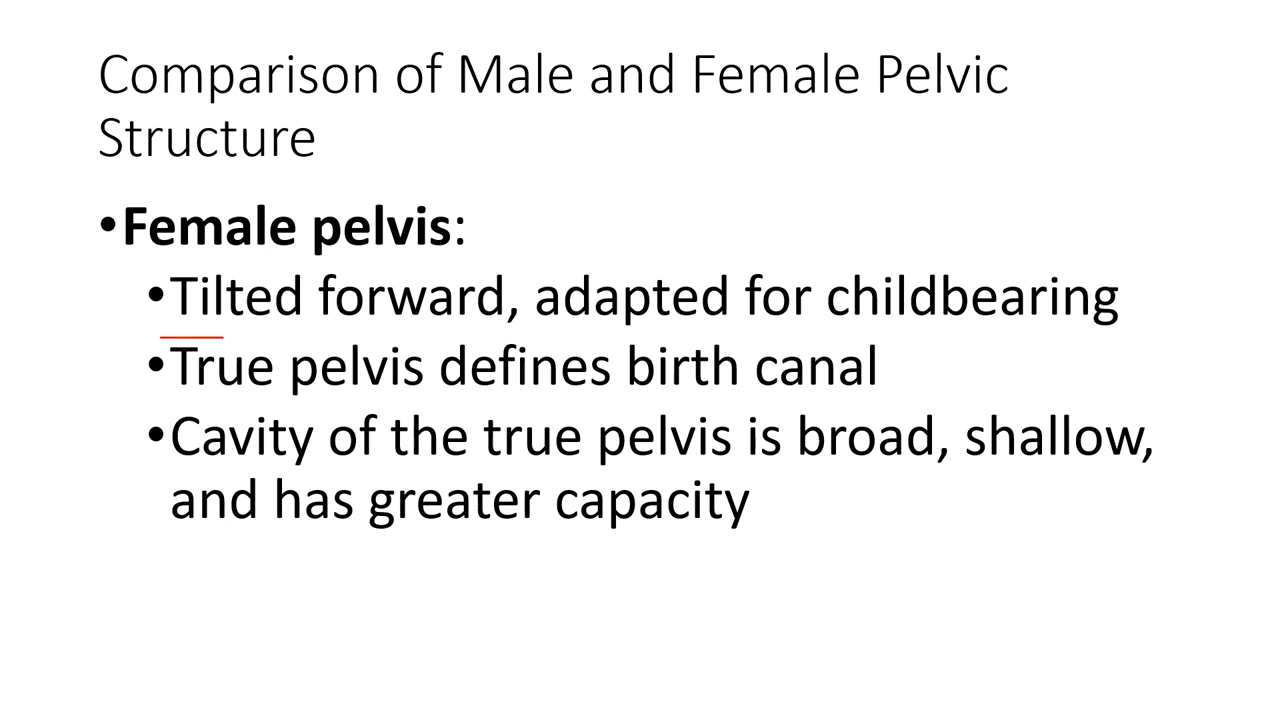 Comparison of Male and Female Pelvic
Structure
•Female pelvis:
•Tilted forward, adapted for childbearing
•True pelvis defines birth canal
•Cavity of the true pelvis is broad, shallow,
and has greater capacity